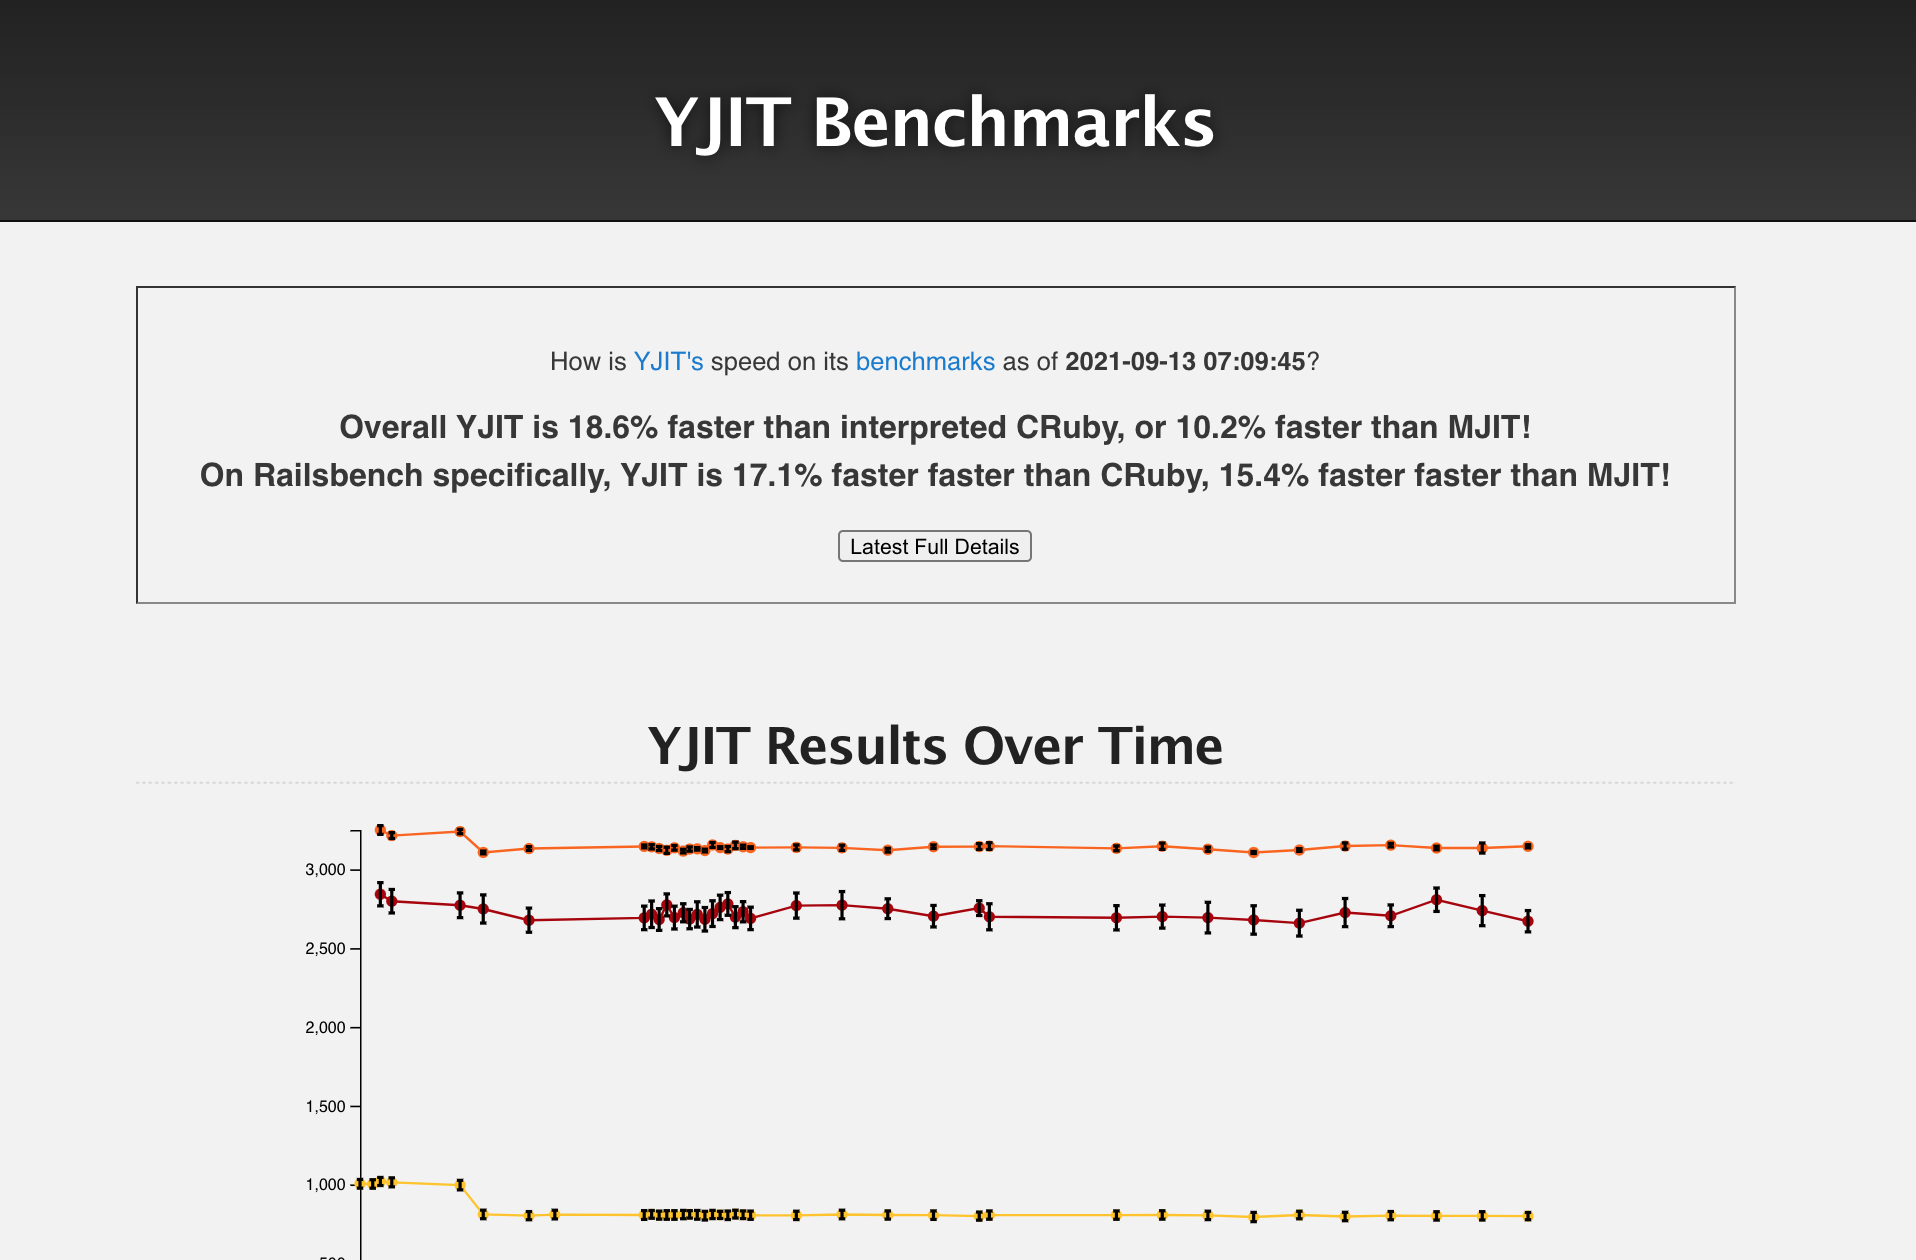 YJIT Benchmarks
How is YJIT's speed on its benchmarks as of 2021-09-13 07:09:45?
Overall YJIT is 18.6% faster than interpreted CRuby, or 10.2% faster than MJIT!
On Railsbench specifically, YJIT is 17.1% faster faster than CRuby, 15.4% faster faster than MJIT!
Latest Full Details
YJIT Results Over Time
3,000
2,500
2,000
1,500
1,000